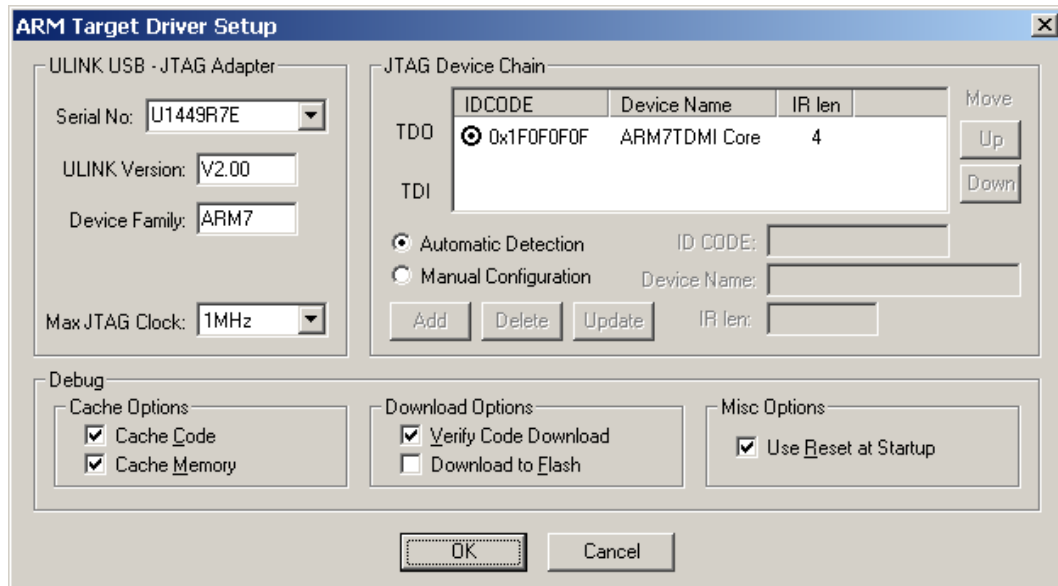 ARM Target Driver Setup
ULINK USB - JTAG Adapter
Serial No: U1449R7E
ULINK Version: V2.00
Device Family: ARM7
Max JTAG Clock: 1MHz
JTAG Device Chain
IDCODE Device Name IR len Move
TDO 0x1F0F0F0F ARM7TDMI Core 4 Up
TDI Down
Automatic Detection ID CODE:
Manual Configuration Device Name:
Add Delete Update IR len:
Debug
Cache Options
Cache Code
Cache Memory
Download Options
Verify Code Download
Download to Flash
Misc Options
Use Reset at Startup
OK Cancel